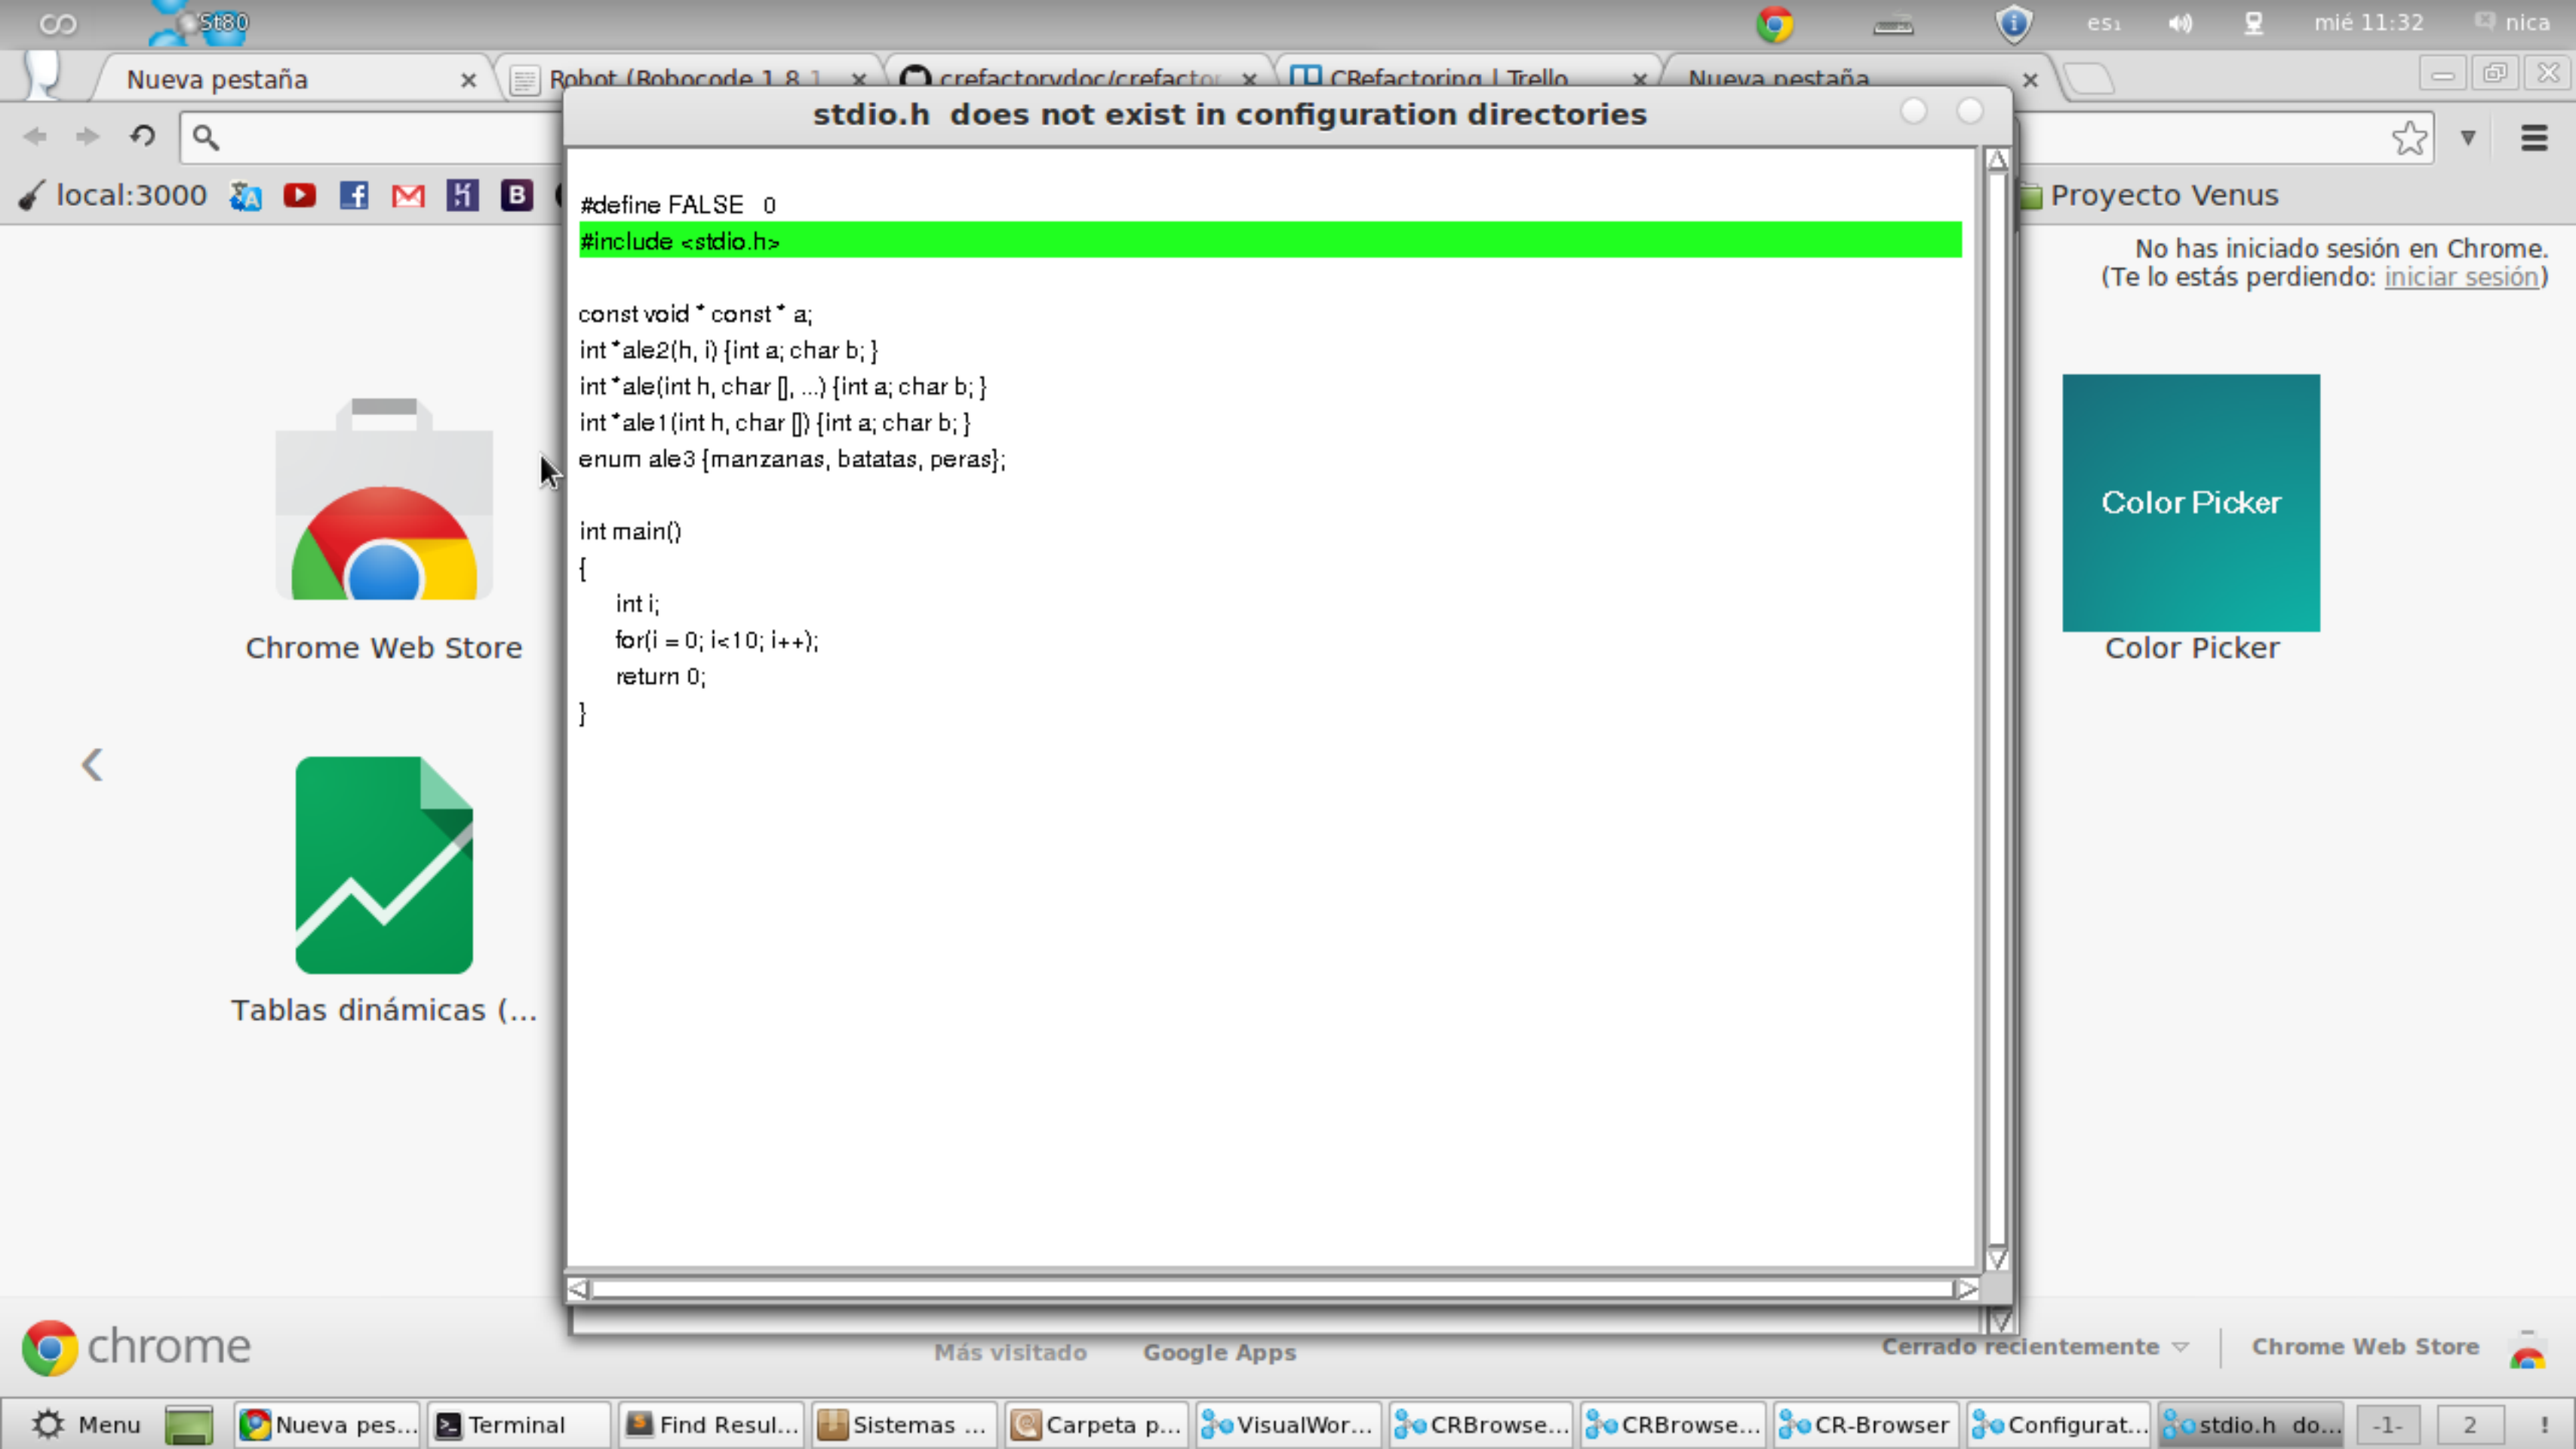 St80
es1
mié 11:32
nica
Nueva pestaña
Robot (Robocode 1.8.1
crefactorydoc/crefactor
CRefactoring | Trello
Nueva pestaña
stdio.h does not exist in configuration directories
local:3000
B
Proyecto Venus
No has iniciado sesión en Chrome.
(Te lo estás perdiendo: iniciar sesión)
#define FALSE 0
#include <stdio.h>
const void * const * a;
int *ale2(h, i) {int a; char b; }
int *ale(int h, char [], ...) {int a; char b; }
int *ale1(int h, char []) {int a; char b; }
enum ale3 {manzanas, batatas, peras};
int main()
{
int i;
for(i = 0; i<10; i++);
return 0;
}
Chrome Web Store
Color Picker
Color Picker
Tablas dinámicas (...
chrome
Más visitado
Google Apps
Cerrado recientemente
Chrome Web Store
Menu
Nueva pes...
Terminal
Find Resul...
Sistemas ...
Carpeta p...
VisualWor...
CRBrowse...
CRBrowse...
CR-Browser
Configurat...
stdio.h do...
-1-
2
!